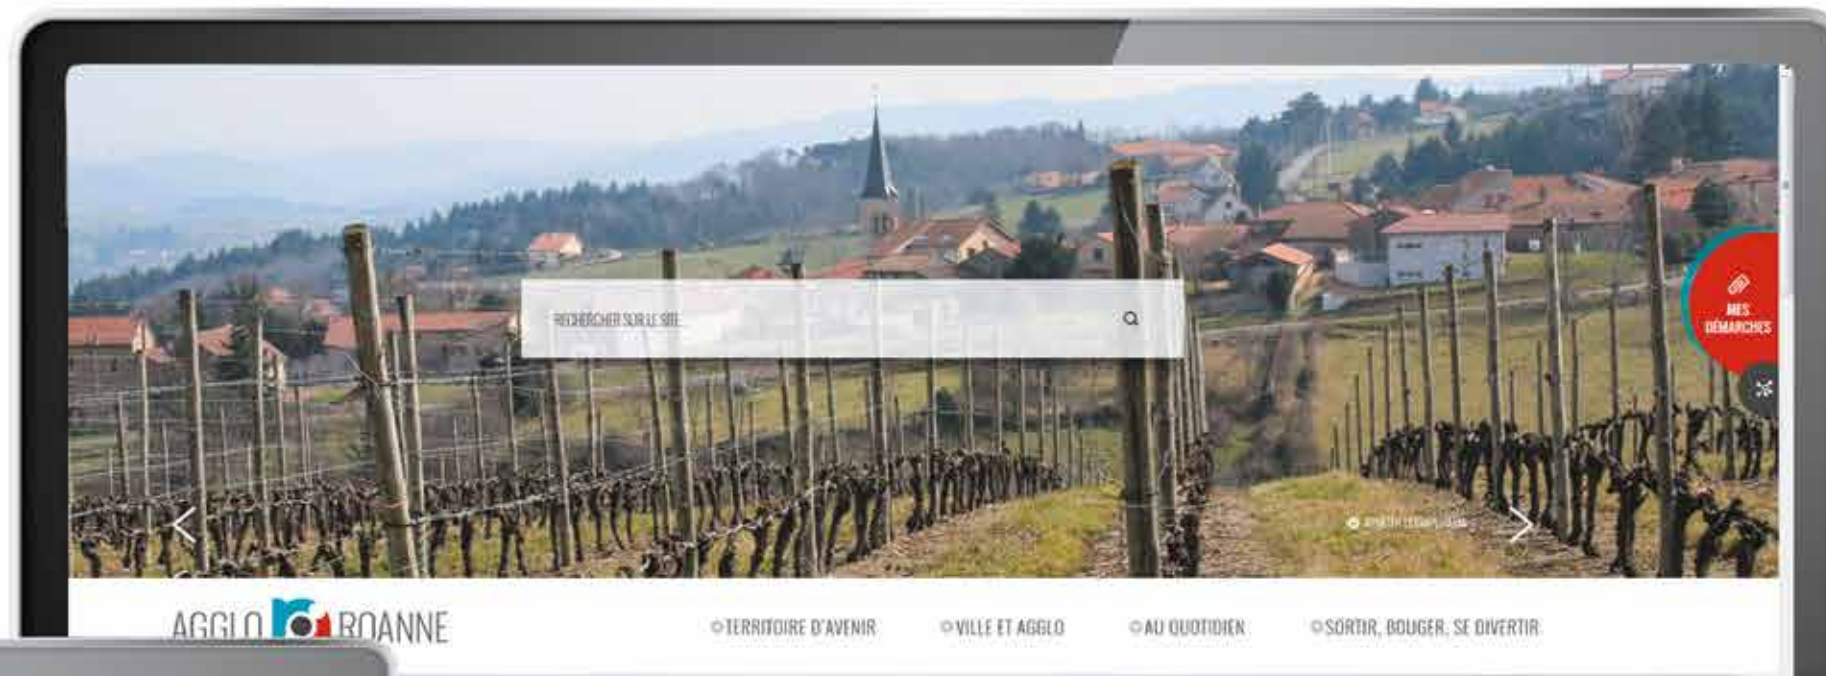 RECHERCHER SUR LE SITE...
MES
DÉMARCHES
AGGLO ROANNE
TERRITOIRE D'AVENIR
VILLE ET AGGLO
AU QUOTIDIEN
SORTIR, BOUGER, SE DIVERTIR